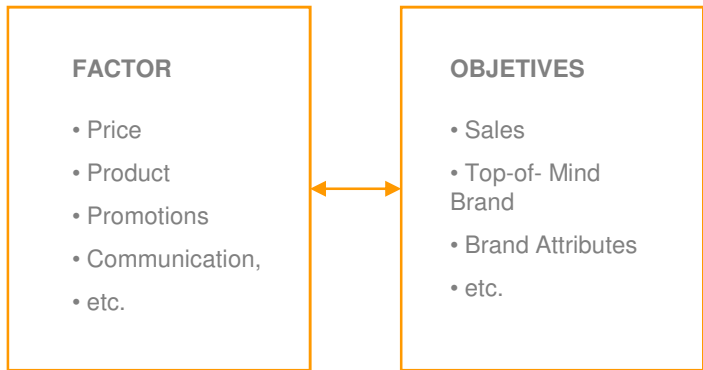 FACTOR
• Price
• Product
• Promotions
• Communication,
• etc.
OBJETIVES
• Sales
• Top-of- Mind
Brand
• Brand Attributes
• etc.